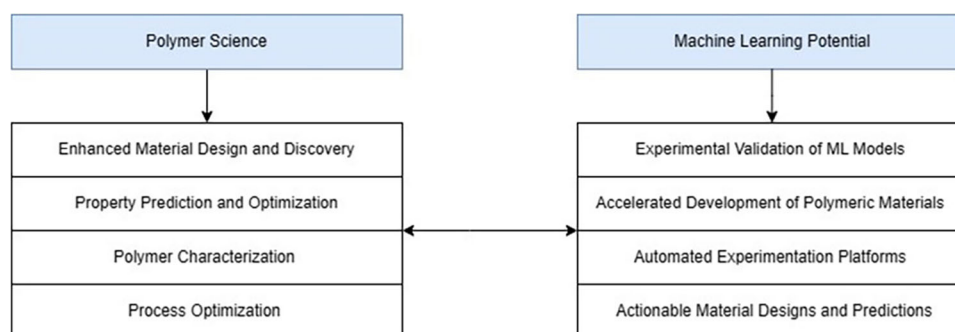 Polymer Science
Machine Learning Potential
Enhanced Material Design and Discovery
Property Prediction and Optimization
Polymer Characterization
Process Optimization
Experimental Validation of ML Models
Accelerated Development of Polymeric Materials
Automated Experimentation Platforms
Actionable Material Designs and Predictions